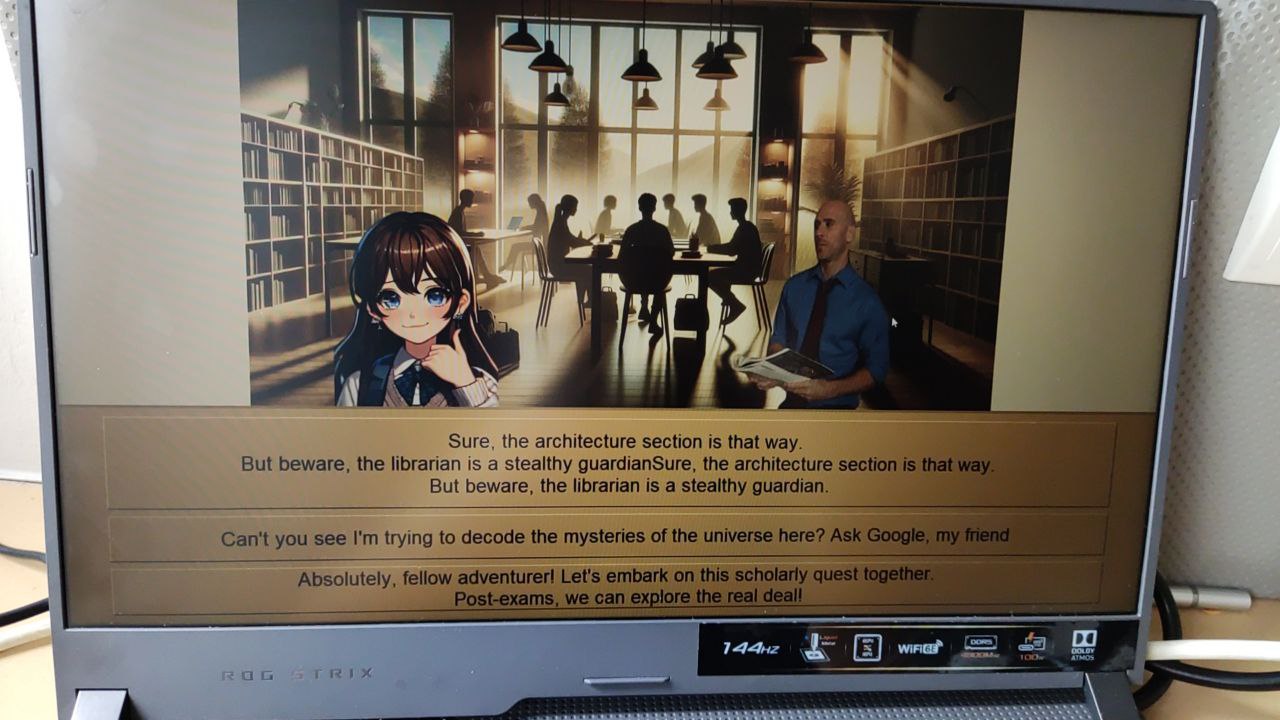 Sure, the architecture section is that way.
But beware, the librarian is a stealthy guardianSure, the architecture section is that way.
But beware, the librarian is a stealthy guardian.
Can't you see I'm trying to decode the mysteries of the universe here? Ask Google, my friend
Absolutely, fellow adventurer! Let's embark on this scholarly quest together.
Post-exams, we can explore the real deal!
ROG STRIX
144HZ
WiFi 6E
DDR5
DOLBY
ATMOS